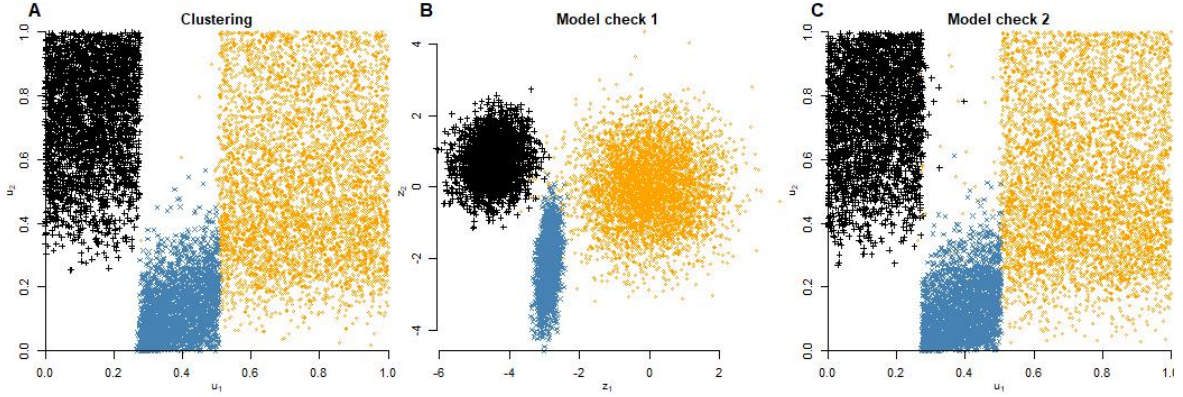 A
Clustering
1.0
0.8
0.6
0.4
0.2
0.0
u₂
0.0 0.2 0.4 0.6 0.8 1.0
u₁
B
Model check 1
4
2
0
-2
-4
z₂
-6 -4 -2 0 2
z₁
C
Model check 2
1.0
0.8
0.6
0.4
0.2
0.0
u₂
0.0 0.2 0.4 0.6 0.8 1.0
u₁